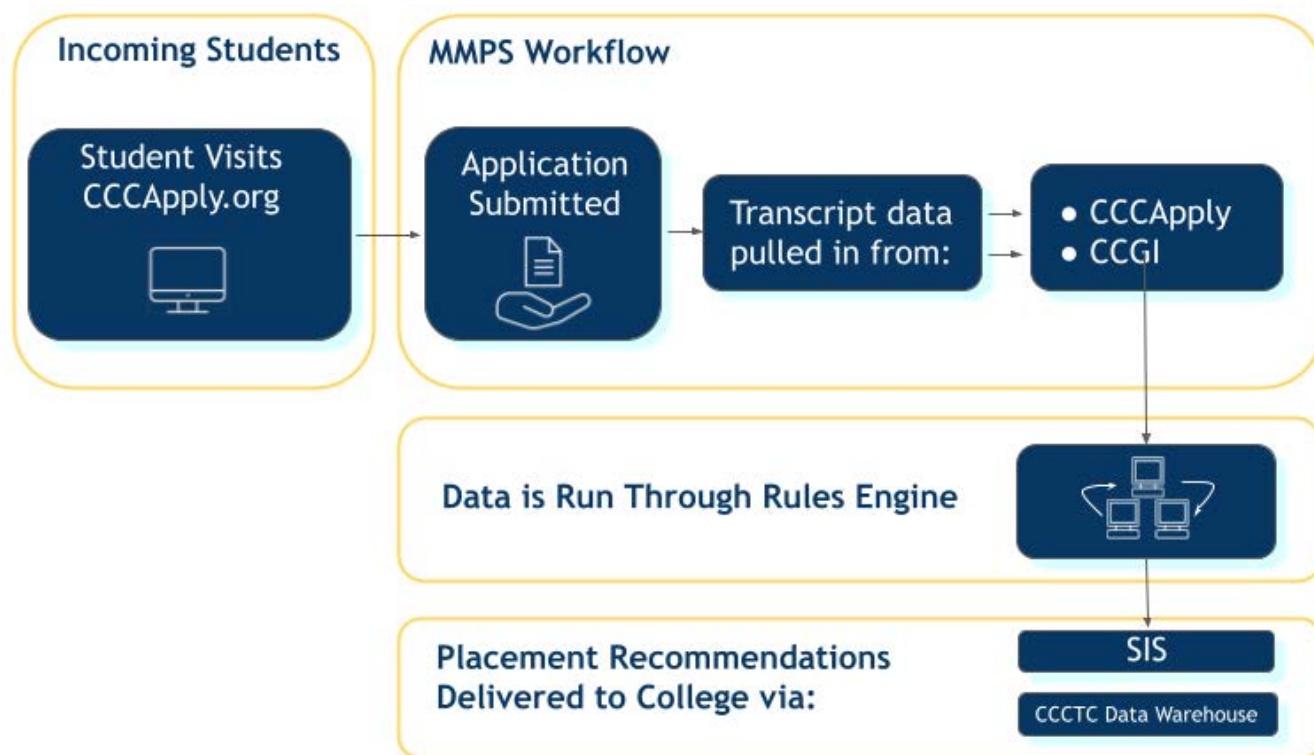 Incoming Students
MMPS Workflow
Student Visits
CCCApply.org
Application
Submitted
Transcript data
pulled in from:
● CCCApply
● CCGI
Data is Run Through Rules Engine
Placement Recommendations
Delivered to College via:
SIS
CCCTC Data Warehouse